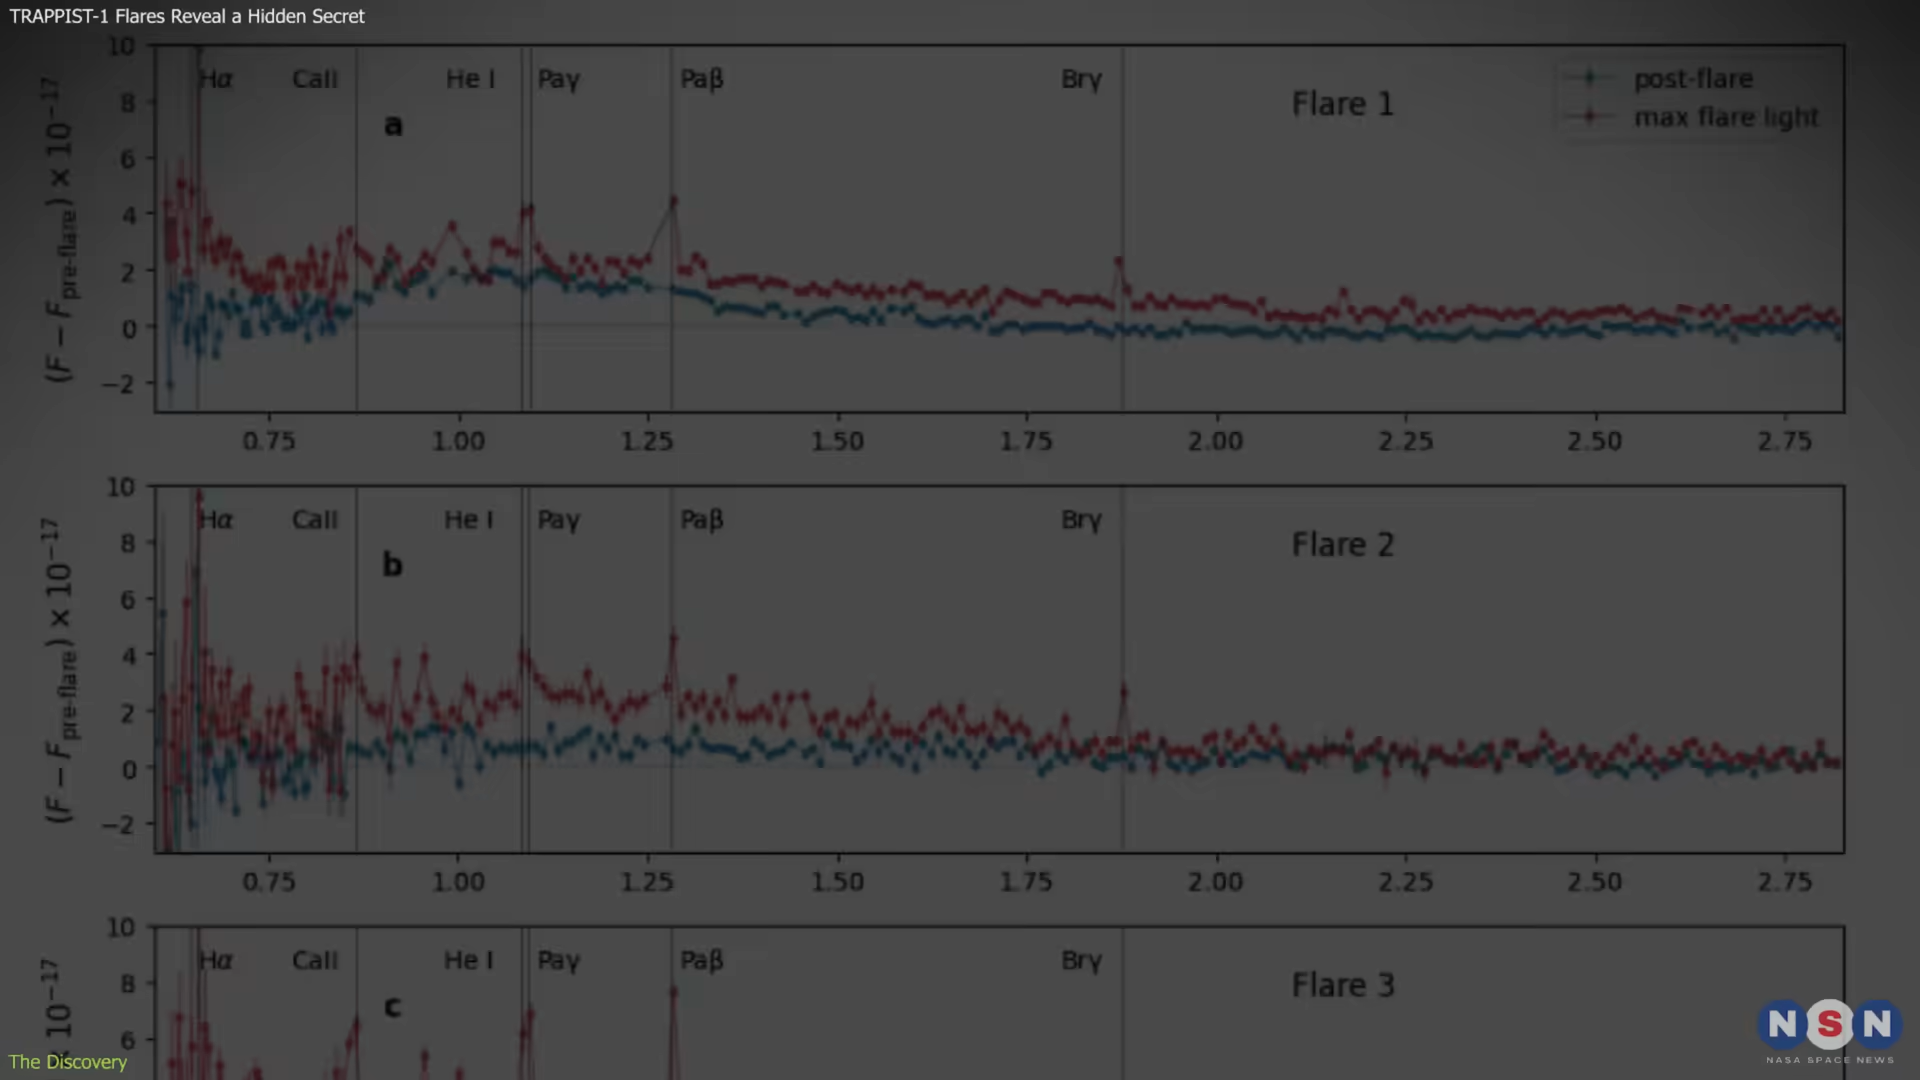 TRAPPIST-1 Flares Reveal a Hidden Secret
(F − Fpre-flare) × 10⁻¹⁷
10
8
6
4
2
0
−2
Hα CaII He I Paγ Paβ Brγ
a
Flare 1
post-flare
max flare light
0.75 1.00 1.25 1.50 1.75 2.00 2.25 2.50 2.75
(F − Fpre-flare) × 10⁻¹⁷
10
8
6
4
2
0
−2
Hα CaII He I Paγ Paβ Brγ
b
Flare 2
0.75 1.00 1.25 1.50 1.75 2.00 2.25 2.50 2.75
× 10⁻¹⁷
10
8
6
Hα CaII He I Paγ Paβ Brγ
c
Flare 3
The Discovery
NSN
NASA SPACE NEWS